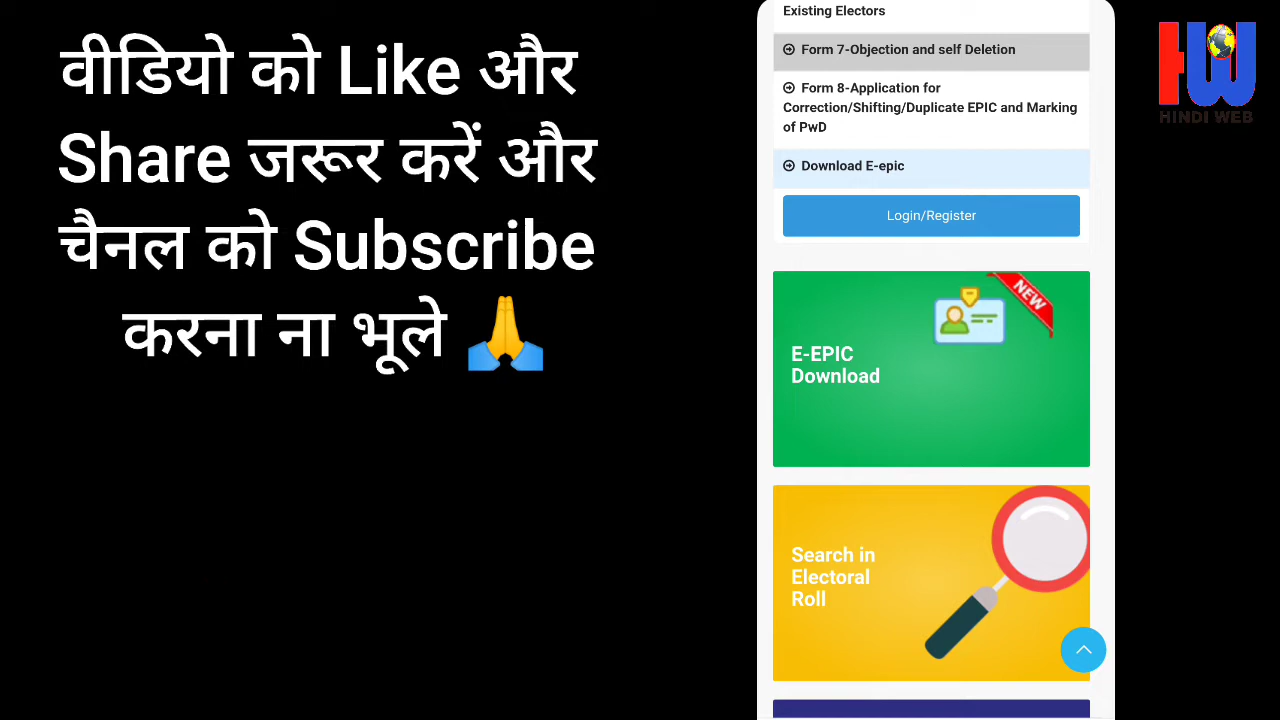 वीडियो को Like और
Share जरूर करें और
चैनल को Subscribe
करना ना भूले 🙏
Existing Electors
Form 7-Objection and self Deletion
Form 8-Application for
Correction/Shifting/Duplicate EPIC and Marking
of PwD
Download E-epic
Login/Register
NEW
E-EPIC
Download
Search in
Electoral
Roll
HW
HINDI WEB